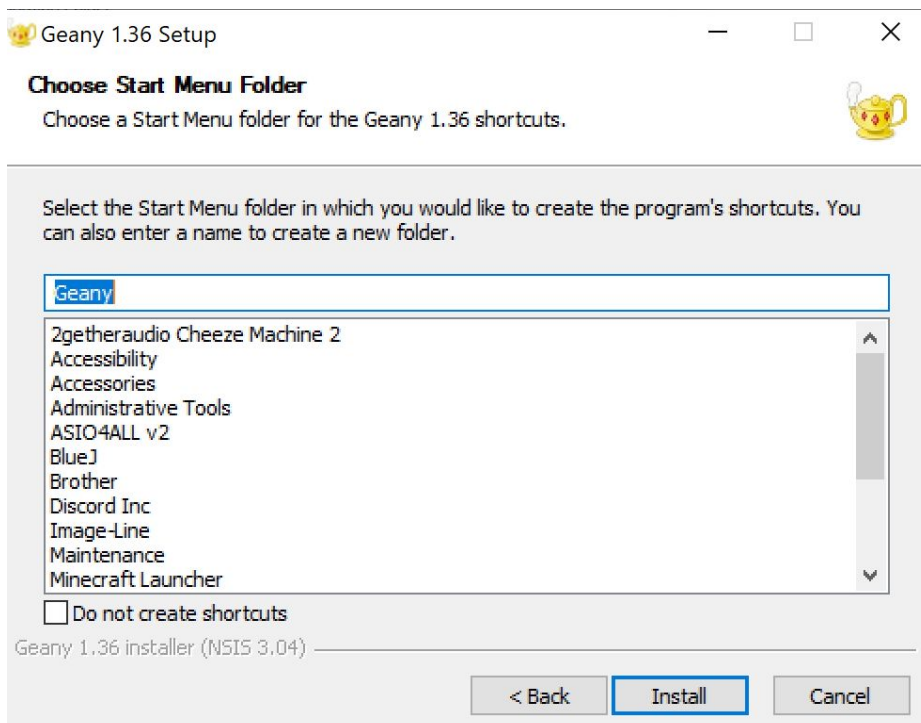 Geany 1.36 Setup
Choose Start Menu Folder
Choose a Start Menu folder for the Geany 1.36 shortcuts.
Select the Start Menu folder in which you would like to create the program's shortcuts. You
can also enter a name to create a new folder.
Geany
2getheraudio Cheeze Machine 2
Accessibility
Accessories
Administrative Tools
ASIO4ALL v2
BlueJ
Brother
Discord Inc
Image-Line
Maintenance
Minecraft Launcher
Do not create shortcuts
Geany 1.36 installer (NSIS 3.04)
< Back
Install
Cancel